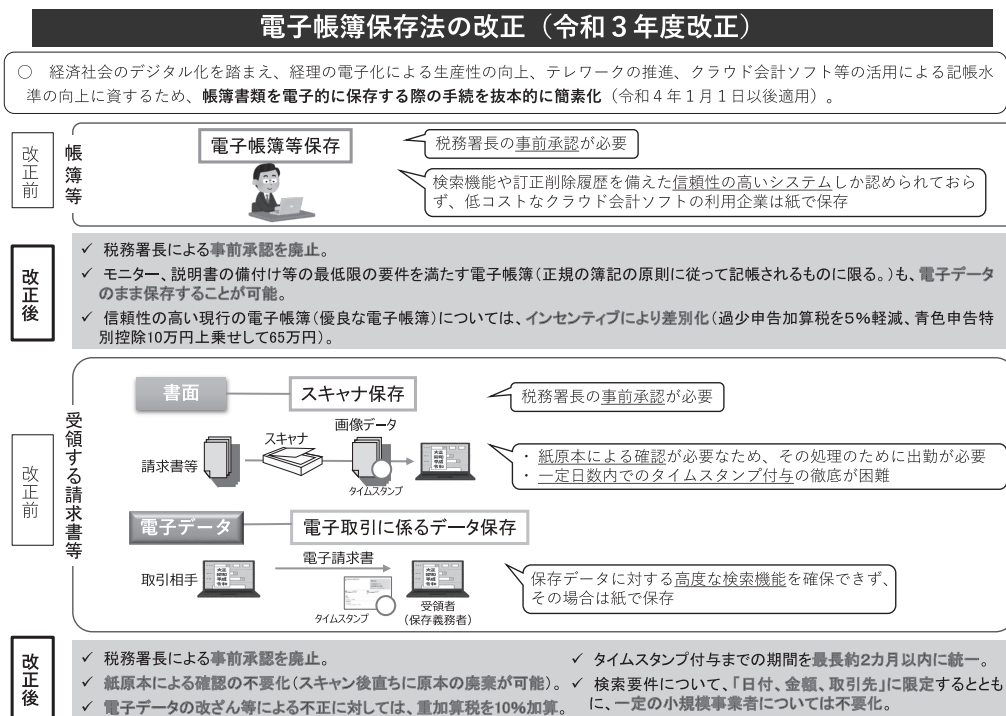 電子帳簿保存法の改正（令和３年度改正）
○　経済社会のデジタル化を踏まえ、経理の電子化による生産性の向上、テレワークの推進、クラウド会計ソフト等の活用による記帳水
準の向上に資するため、帳簿書類を電子的に保存する際の手続を抜本的に簡素化（令和４年１月１日以後適用）。
改正前
帳簿等
電子帳簿等保存
税務署長の事前承認が必要
検索機能や訂正削除履歴を備えた信頼性の高いシステムしか認められておら
ず、低コストなクラウド会計ソフトの利用企業は紙で保存
改正後
✓ 税務署長による事前承認を廃止。
✓ モニター、説明書の備付け等の最低限の要件を満たす電子帳簿（正規の簿記の原則に従って記帳されるものに限る。）も、電子データ
のまま保存することが可能。
✓ 信頼性の高い現行の電子帳簿（優良な電子帳簿）については、インセンティブにより差別化（過少申告加算税を５％軽減、青色申告特
別控除10万円上乗せして65万円）。
改正前
受領する請求書等
書面
スキャナ保存
税務署長の事前承認が必要
請求書等
スキャナ
画像データ
タイムスタンプ
大正
昭和
平成
令和
・ 紙原本による確認が必要なため、その処理のために出勤が必要
・ 一定日数内でのタイムスタンプ付与の徹底が困難
電子データ
電子取引に係るデータ保存
取引相手
大正
昭和
平成
令和
電子請求書
タイムスタンプ
大正
昭和
平成
令和
受領者
（保存義務者）
保存データに対する高度な検索機能を確保できず、
その場合は紙で保存
改正後
✓ 税務署長による事前承認を廃止。
✓ 紙原本による確認の不要化（スキャン後直ちに原本の廃棄が可能）。
✓ 電子データの改ざん等による不正に対しては、重加算税を10％加算。
✓ タイムスタンプ付与までの期間を最長約２カ月以内に統一。
✓ 検索要件について、「日付、金額、取引先」に限定するととも
に、一定の小規模事業者については不要化。